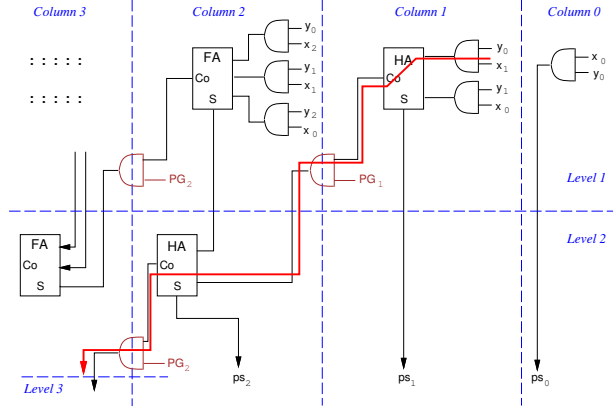 Column 3
Column 2
Column 1
Column 0
: : : : :
: : : : :
FA
Co
S
y0
x2
y1
x1
y2
x0
HA
Co
S
y0
x1
y1
x0
x0
y0
PG2
PG1
Level 1
Level 2
FA
Co
S
HA
Co
S
PG2
Level 3
ps2
ps1
ps0